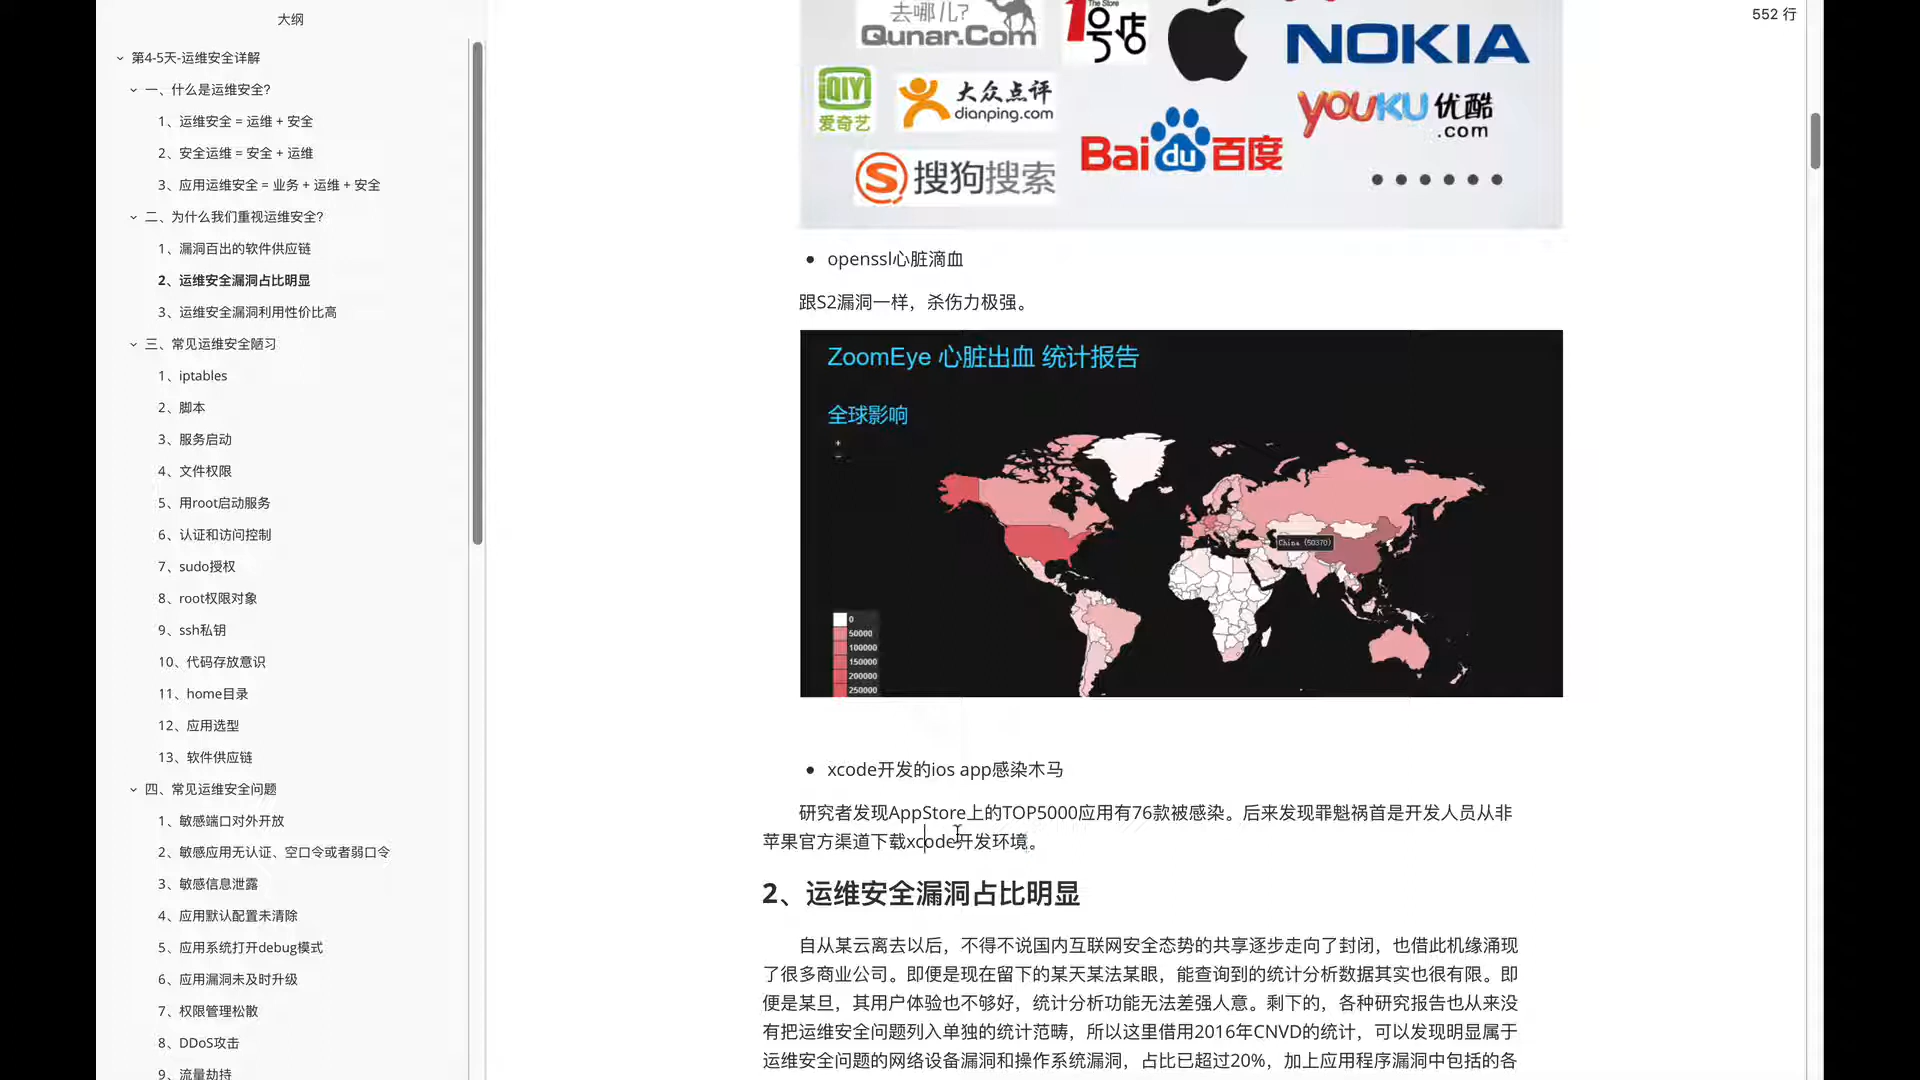 大纲
552 行
第4-5天-运维安全详解
一、什么是运维安全?
1、运维安全 = 运维 + 安全
2、安全运维 = 安全 + 运维
3、应用运维安全 = 业务 + 运维 + 安全
二、为什么我们重视运维安全?
1、漏洞百出的软件供应链
2、运维安全漏洞占比明显
3、运维安全漏洞利用性价比高
三、常见运维安全陋习
1、iptables
2、脚本
3、服务启动
4、文件权限
5、用root启动服务
6、认证和访问控制
7、sudo授权
8、root权限对象
9、ssh私钥
10、代码存放意识
11、home目录
12、应用选型
13、软件供应链
四、常见运维安全问题
1、敏感端口对外开放
2、敏感应用无认证、空口令或者弱口令
3、敏感信息泄露
4、应用默认配置未清除
5、应用系统打开debug模式
6、应用漏洞未及时升级
7、权限管理松散
8、DDoS攻击
9、流量劫持
去哪儿?
Qunar.Com
The Store
1号店
NOKIA
iQIYI
爱奇艺
大众点评
dianping.com
YOUKU 优酷
.com
Bai du 百度
S 搜狗搜索
openssl心脏滴血
跟S2漏洞一样，杀伤力极强。
ZoomEye 心脏出血 统计报告
全球影响
China (50370)
0
50000
100000
150000
200000
250000
xcode开发的ios app感染木马
研究者发现AppStore上的TOP5000应用有76款被感染。后来发现罪魁祸首是开发人员从非
苹果官方渠道下载xcode开发环境。
2、运维安全漏洞占比明显
自从某云离去以后，不得不说国内互联网安全态势的共享逐步走向了封闭，也借此机缘涌现
了很多商业公司。即便是现在留下的某天某法某眼，能查询到的统计分析数据其实也很有限。即
便是某旦，其用户体验也不够好，统计分析功能无法差强人意。剩下的，各种研究报告也从来没
有把运维安全问题列入单独的统计范畴，所以这里借用2016年CNVD的统计，可以发现明显属于
运维安全问题的网络设备漏洞和操作系统漏洞，占比已超过20%，加上应用程序漏洞中包括的各